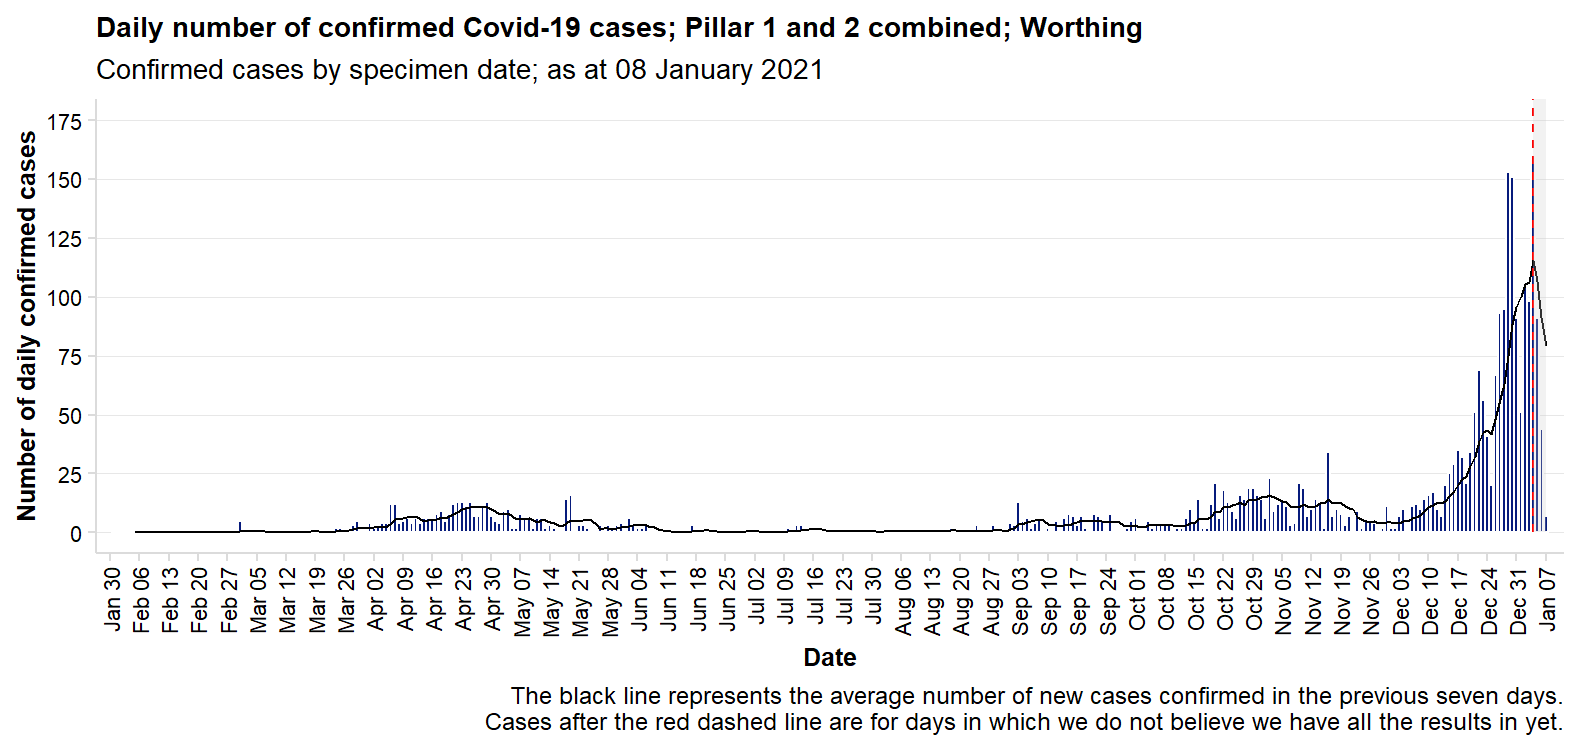 Daily number of confirmed Covid-19 cases; Pillar 1 and 2 combined; Worthing
Confirmed cases by specimen date; as at 08 January 2021
Number of daily confirmed cases
175
150
125
100
75
50
25
0
Jan 30
Feb 06
Feb 13
Feb 20
Feb 27
Mar 05
Mar 12
Mar 19
Mar 26
Apr 02
Apr 09
Apr 16
Apr 23
Apr 30
May 07
May 14
May 21
May 28
Jun 04
Jun 11
Jun 18
Jun 25
Jul 02
Jul 09
Jul 16
Jul 23
Jul 30
Aug 06
Aug 13
Aug 20
Aug 27
Sep 03
Sep 10
Sep 17
Sep 24
Oct 01
Oct 08
Oct 15
Oct 22
Oct 29
Nov 05
Nov 12
Nov 19
Nov 26
Dec 03
Dec 10
Dec 17
Dec 24
Dec 31
Jan 07
Date
The black line represents the average number of new cases confirmed in the previous seven days.
Cases after the red dashed line are for days in which we do not believe we have all the results in yet.